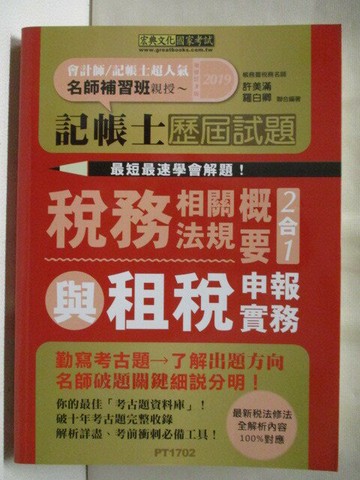 宏典文化 國家考試
www.greatbooks.com.tw
會計師/記帳士超人氣
名師補習班親授～
2019
許美滿
羅白卿
聯合編著
記帳士歷屆試題
最短最速學會解題！
稅務相關法規概要
2合1
與租稅申報實務
勤寫考古題→了解出題方向
名師破題關鍵細說分明！
你的最佳「考古題資料庫」！
破十年考古題完整收錄
解析詳盡、考前衝刺必備工具！
最新稅法修法
全解析內容
100%對應
PT1702